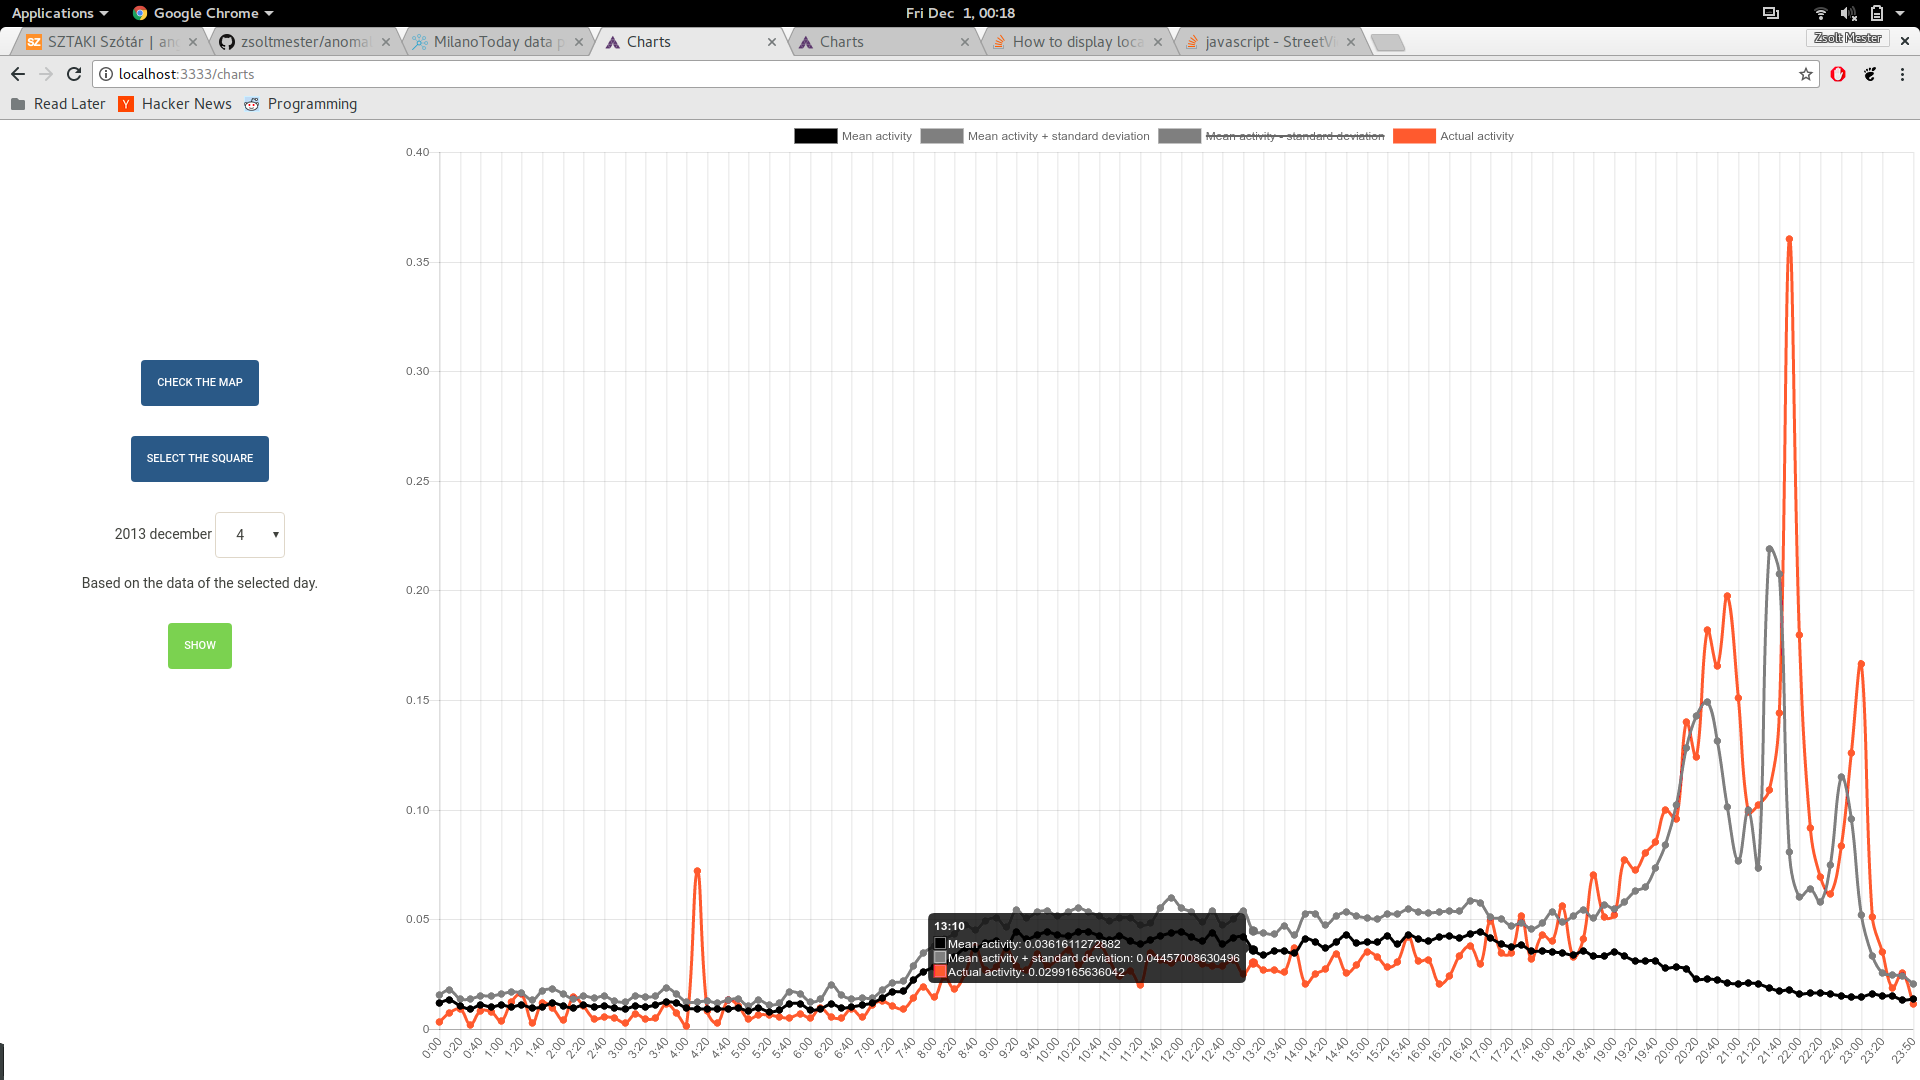 Applications Google Chrome Fri Dec 1, 00:18
SZTAKI Szótár | an zsoltmester/anoma MilanoToday data p Charts Charts How to display loca javascript - StreetVi Zsolt Mester
localhost:3333/charts
Read Later Hacker News Programming
Mean activity Mean activity + standard deviation Mean activity - standard deviation Actual activity
CHECK THE MAP
SELECT THE SQUARE
2013 december 4
Based on the data of the selected day.
SHOW
0.40
0.35
0.30
0.25
0.20
0.15
0.10
0.05
0
13:10
Mean activity: 0.0361611272882
Mean activity + standard deviation: 0.04457008630496
Actual activity: 0.0299165636042
0:00 0:20 0:40 1:00 1:20 1:40 2:00 2:20 2:40 3:00 3:20 3:40 4:00 4:20 4:40 5:00 5:20 5:40 6:00 6:20 6:40 7:00 7:20 7:40 8:00 8:20 8:40 9:00 9:20 9:40 10:00 10:20 10:40 11:00 11:20 11:40 12:00 12:20 12:40 13:00 13:20 13:40 14:00 14:20 14:40 15:00 15:20 15:40 16:00 16:20 16:40 17:00 17:20 17:40 18:00 18:20 18:40 19:00 19:20 19:40 20:00 20:20 20:40 21:00 21:20 21:40 22:00 22:20 22:40 23:00 23:20 23:50